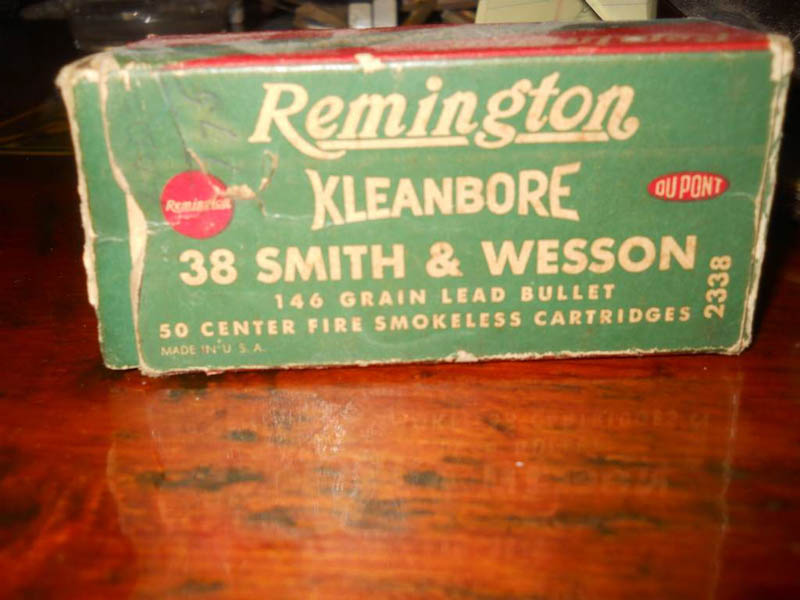 Remington
KLEANBORE
Remington
DU PONT
38 SMITH & WESSON
146 GRAIN LEAD BULLET
50 CENTER FIRE SMOKELESS CARTRIDGES
2338
MADE IN U.S.A.